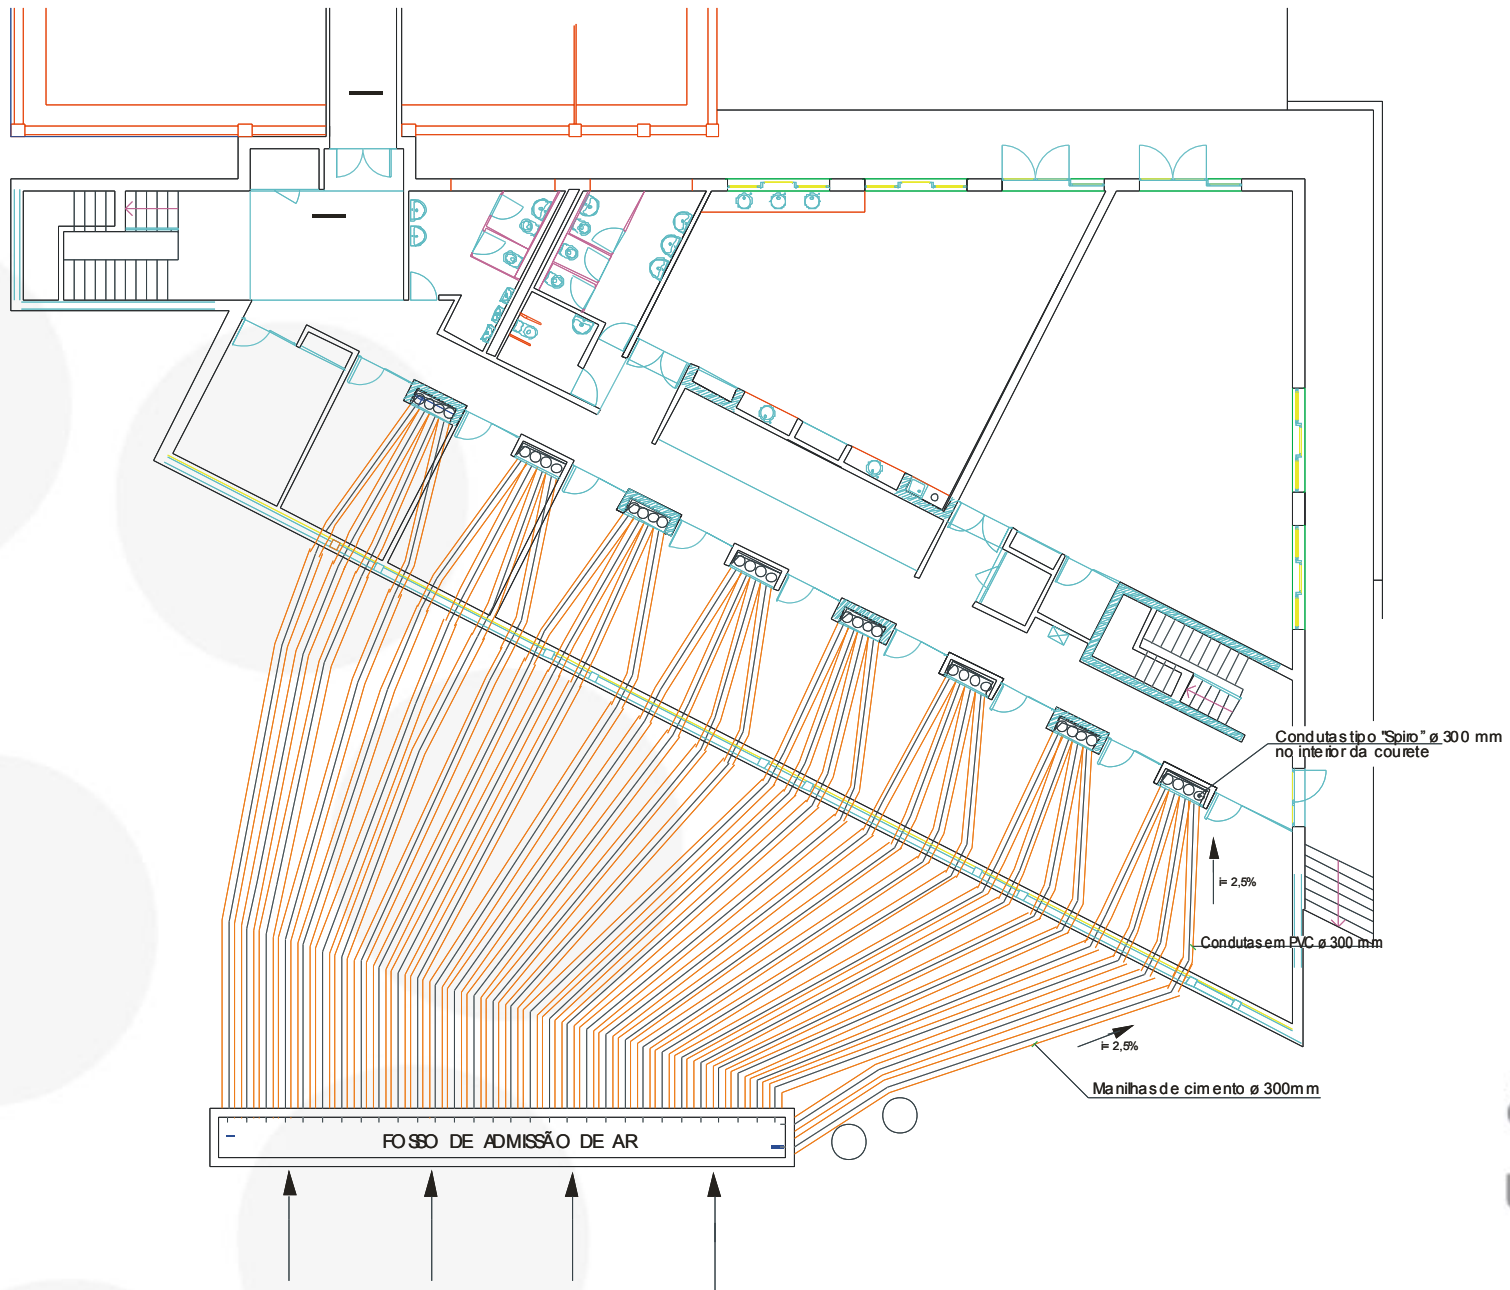 Condutas tipo "Spiro" ø 300 mm
no interior da courete
i= 2,5%
Condutas em PVC ø 300 mm
i= 2,5%
Manilhas de cimento ø 300mm
FOSSO DE ADMISSÃO DE AR